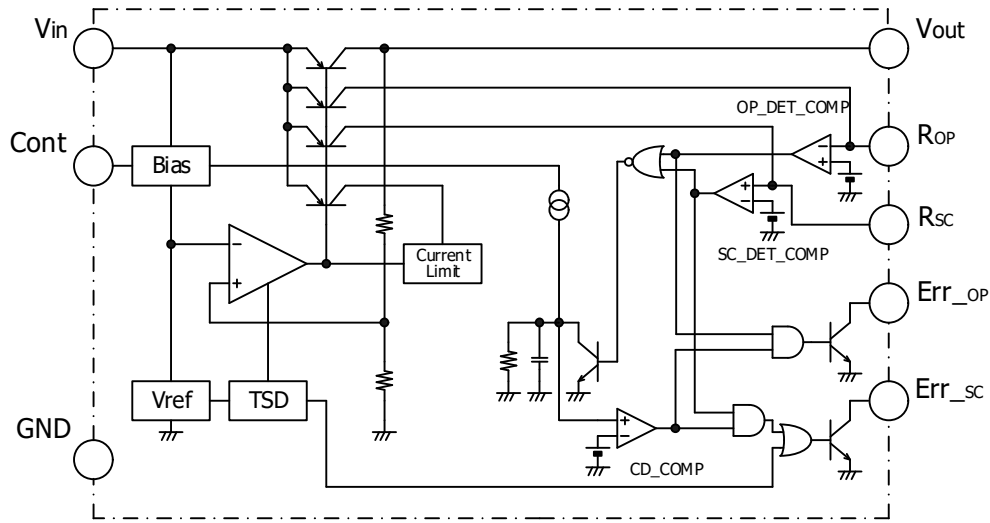 Vin
Vout
OP_DET_COMP
Cont
ROP
Bias
RSC
Current
Limit
SC_DET_COMP
Err_OP
Vref
TSD
Err_SC
GND
CD_COMP